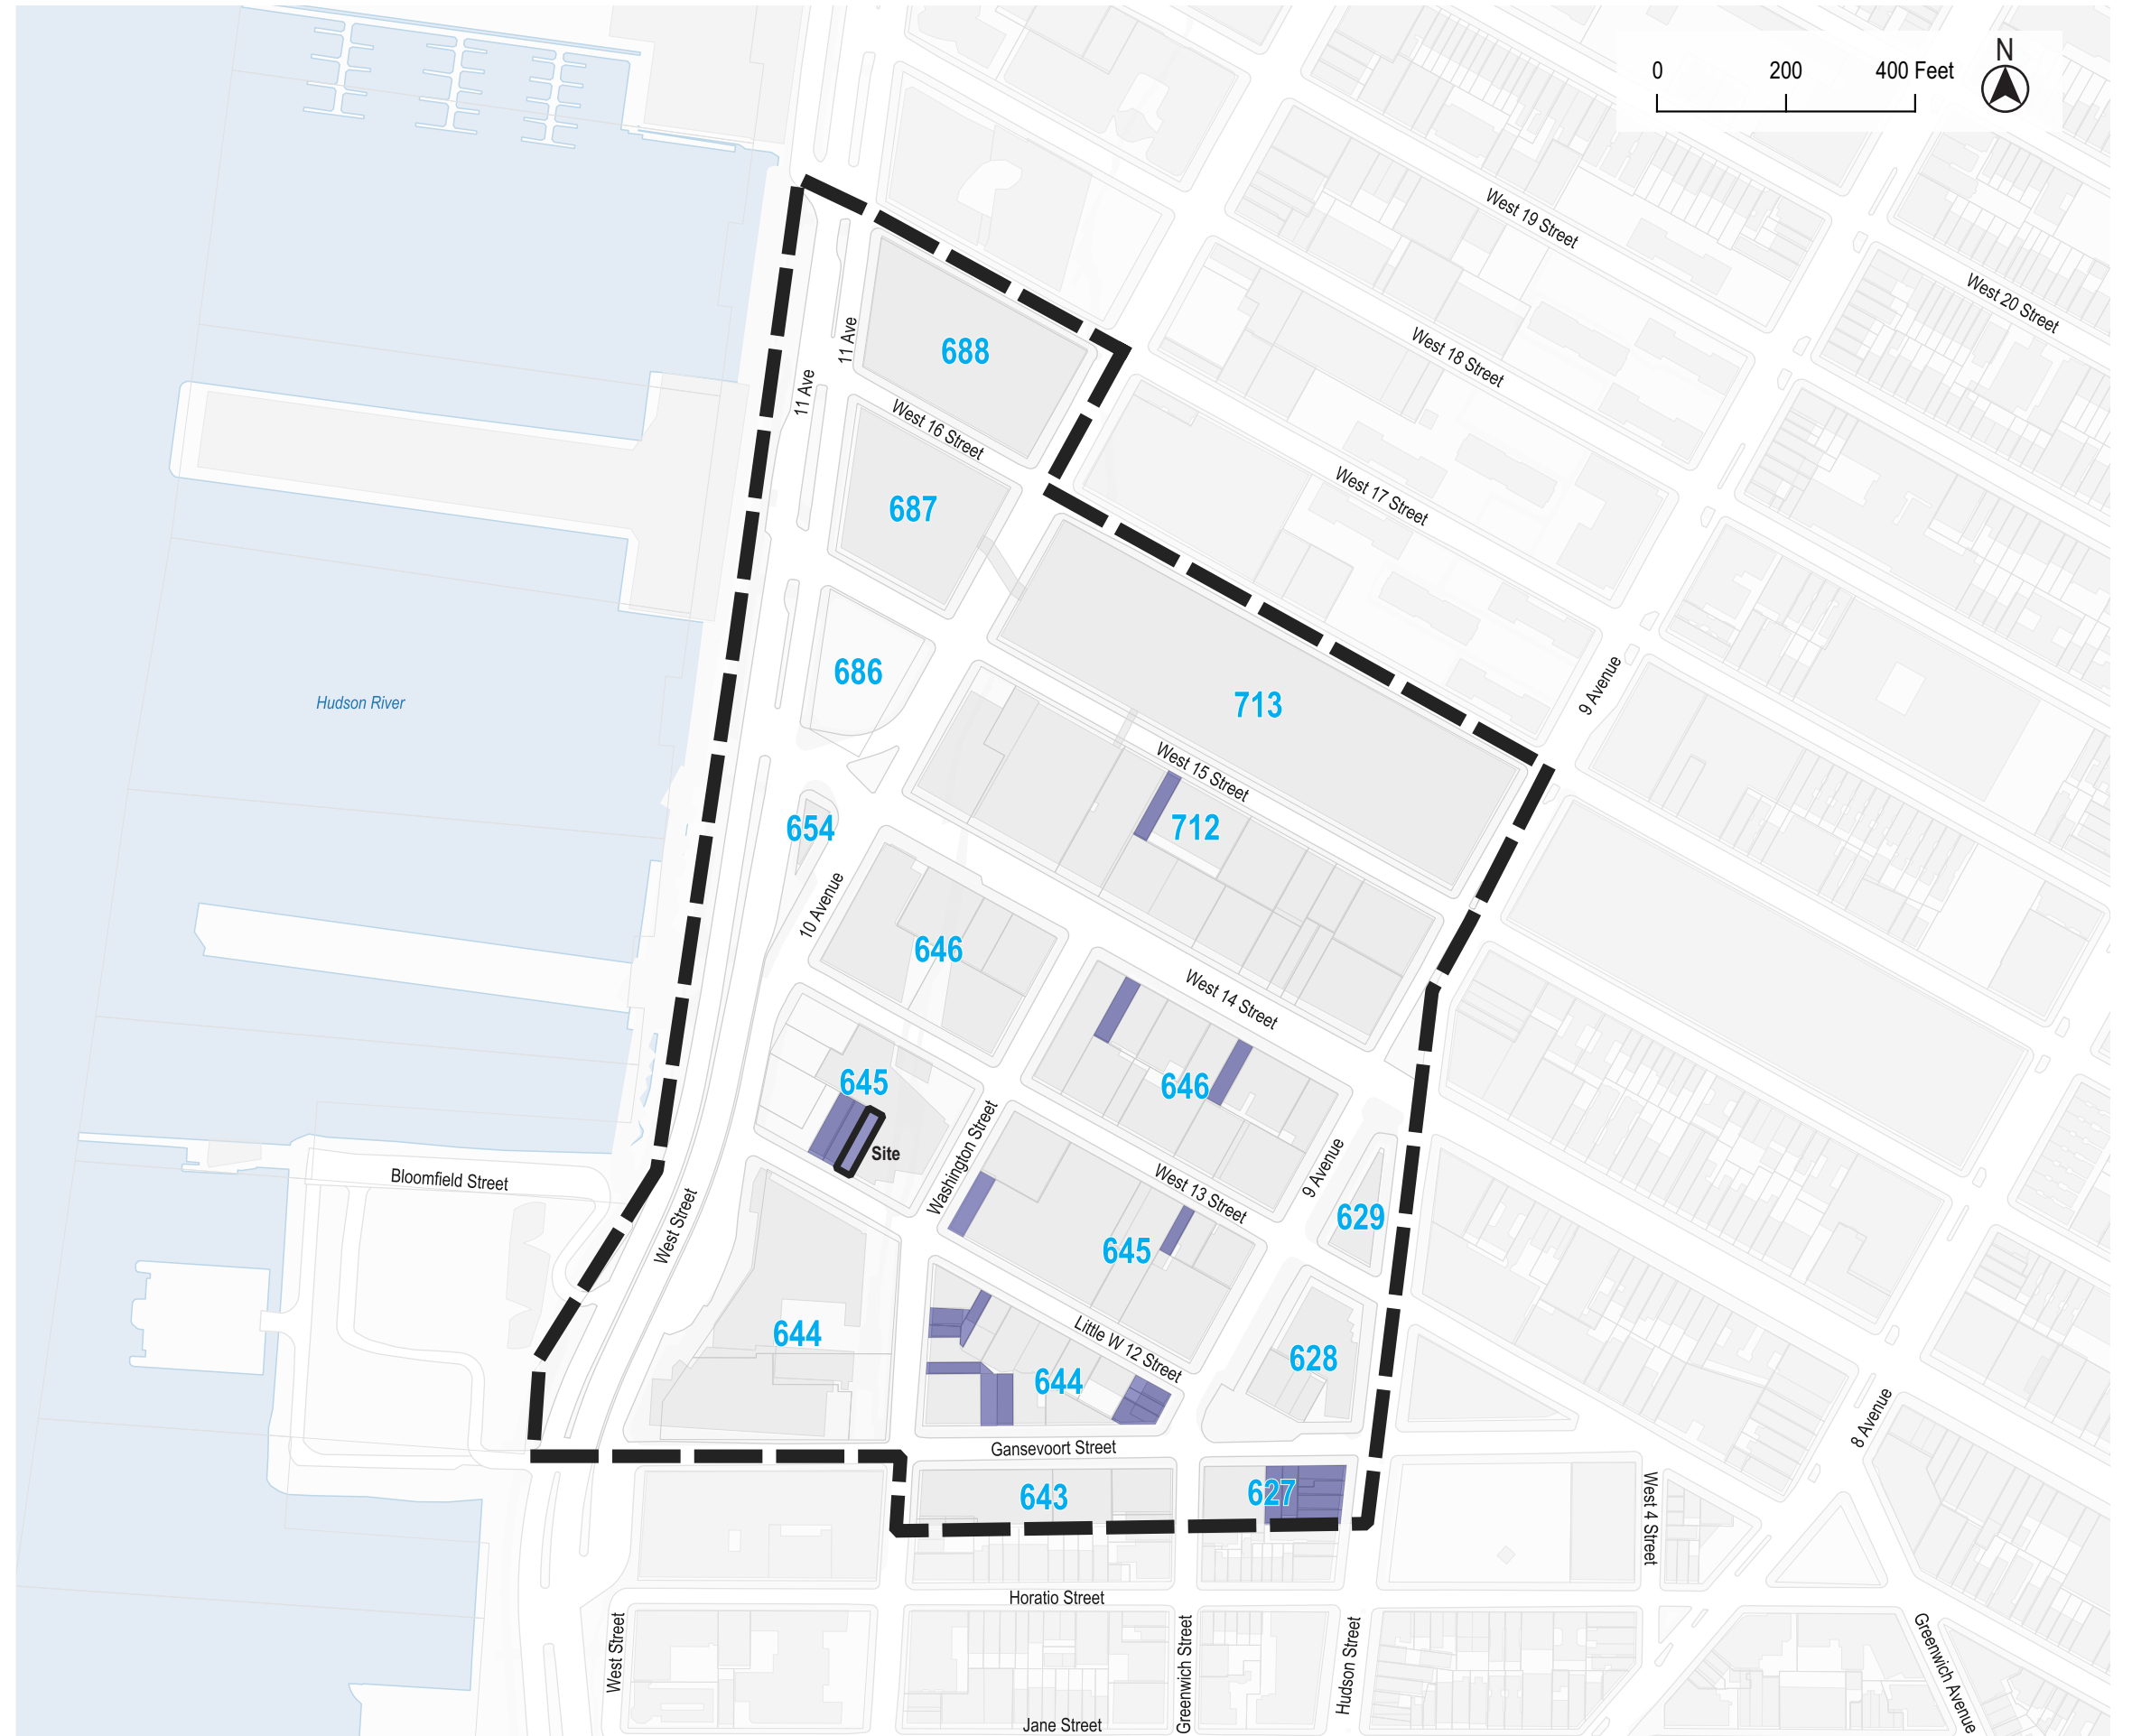 N
0 200 400 Feet
West 19 Street
West 20 Street
11 Ave
688
West 18 Street
11 Ave
West 16 Street
West 17 Street
687
686
9 Avenue
Hudson River
713
West 15 Street
654
712
10 Avenue
646
West 14 Street
645
646
Site
Washington Street
9 Avenue
Bloomfield Street
West 13 Street
629
West Street
645
644
Little W 12 Street
628
644
8 Avenue
Gansevoort Street
643
627
West 4 Street
Horatio Street
West Street
Greenwich Street
Hudson Street
Greenwich Avenue
Jane Street